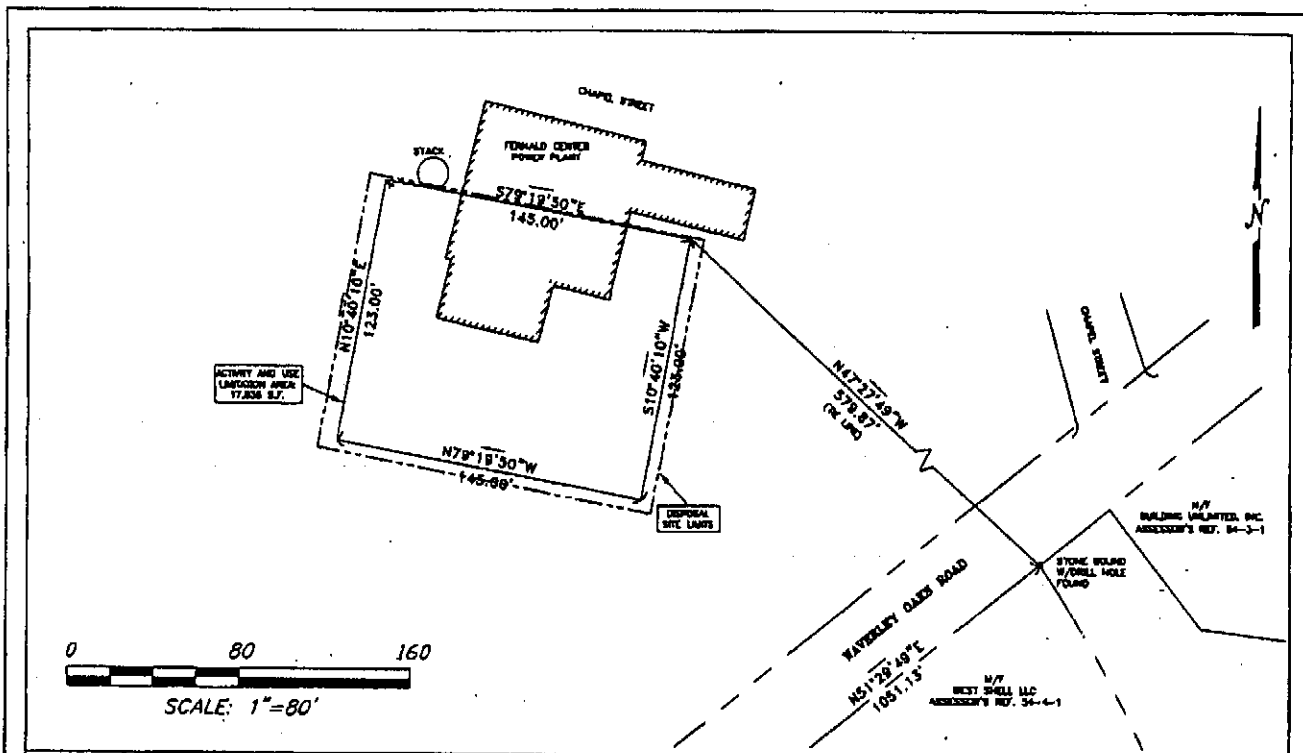 CHAPEL STREET
STACK
FERNALD CENTER
POWER PLANT
S79°19'50"E
145.00'
N10°40'10"E
123.00'
S10°40'10"W
123.00'
ACTIVITY AND USE
LIMITATION AREA:
S.F.
N79°19'50"W
145.00'
DISPOSAL
SITE LIMITS
N47°27'49"W
579.87'
(TIE LINE)
N
CHAPEL STREET
N/F
BUILDING UNLIMITED, INC.
ASSESSOR'S REF. 54-3-1
STONE BOUND
W/DRILL HOLE
FOUND
WAVERLEY OAKS ROAD
N51°29'49"E
1051.13'
N/F
WEST SHELL LLC
ASSESSOR'S REF. 54-4-1
0 80 160
SCALE: 1"=80'